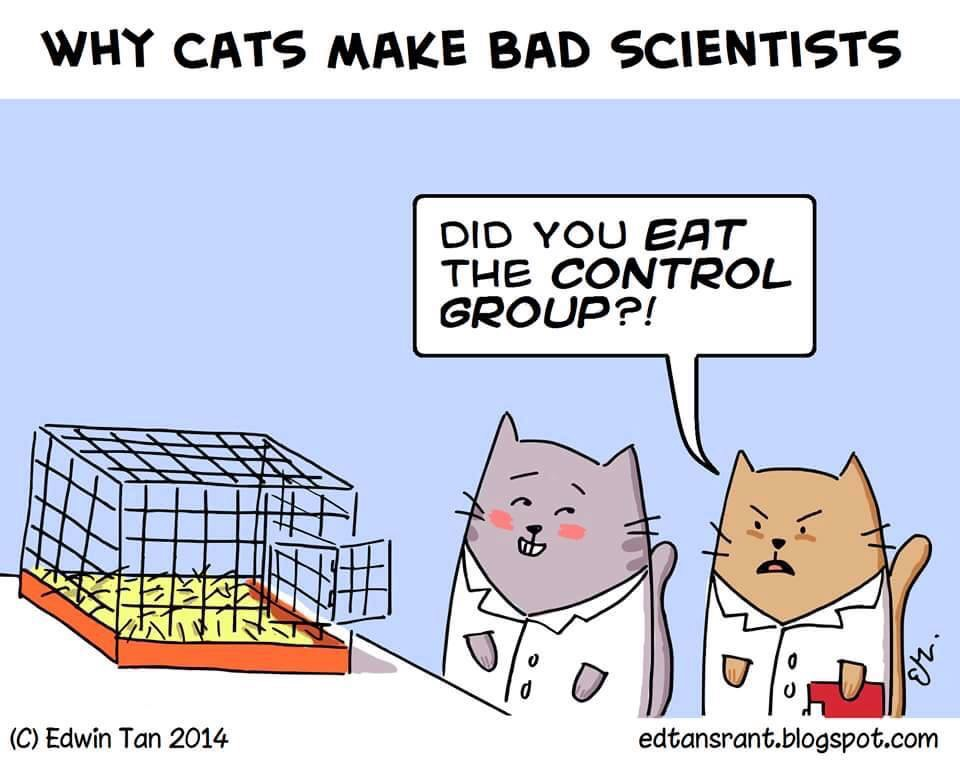 WHY CATS MAKE BAD SCIENTISTS
DID YOU EAT
THE CONTROL
GROUP?!
(C) Edwin Tan 2014
edtansrant.blogspot.com